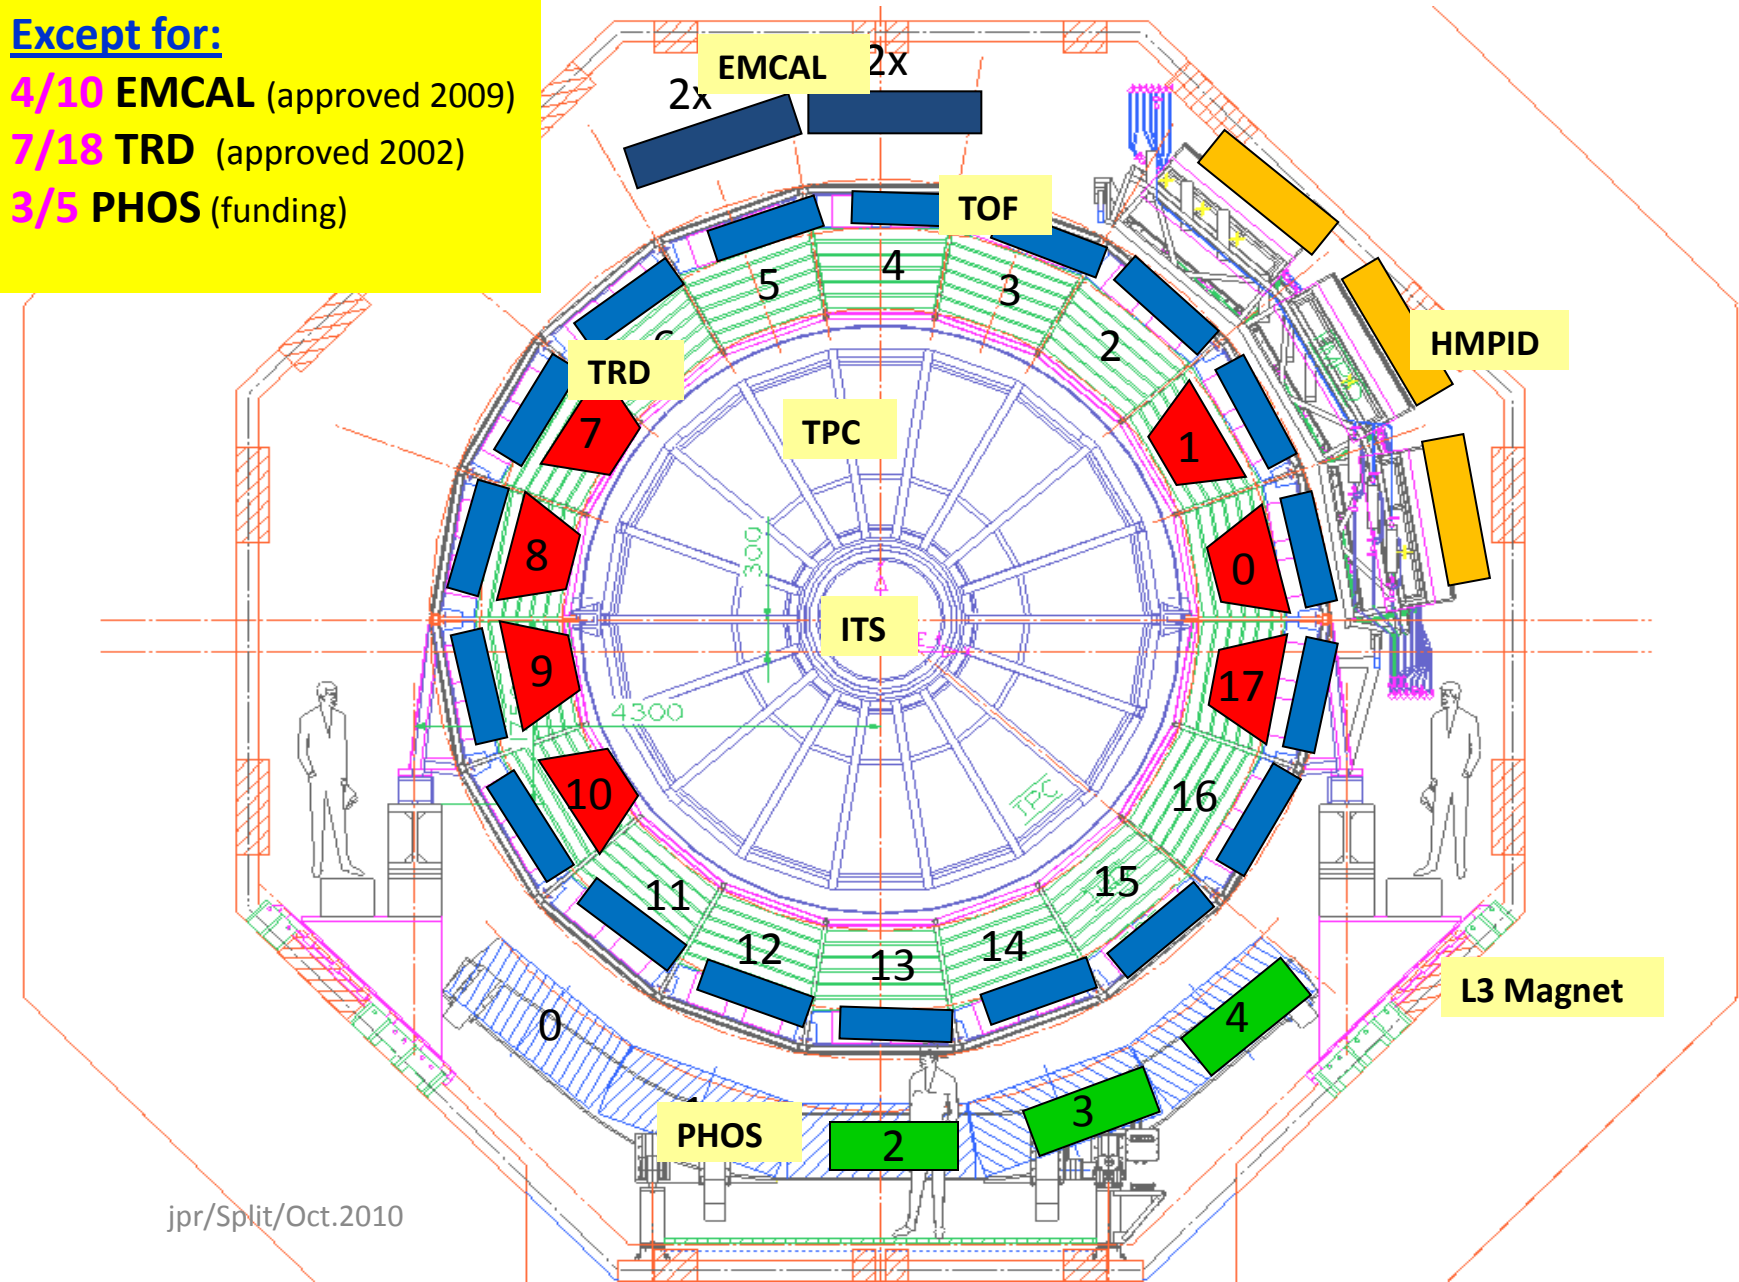 Except for:
4/10 EMCAL (approved 2009)
7/18 TRD (approved 2002)
3/5 PHOS (funding)
EMCAL
2x
2x
TOF
5
4
3
2
HMPID
TRD
7
TPC
1
8
300
0
ITS
9
17
4300
10
16
TPC
11
15
12
13
14
L3 Magnet
0
4
3
PHOS
2
jpr/Split/Oct.2010